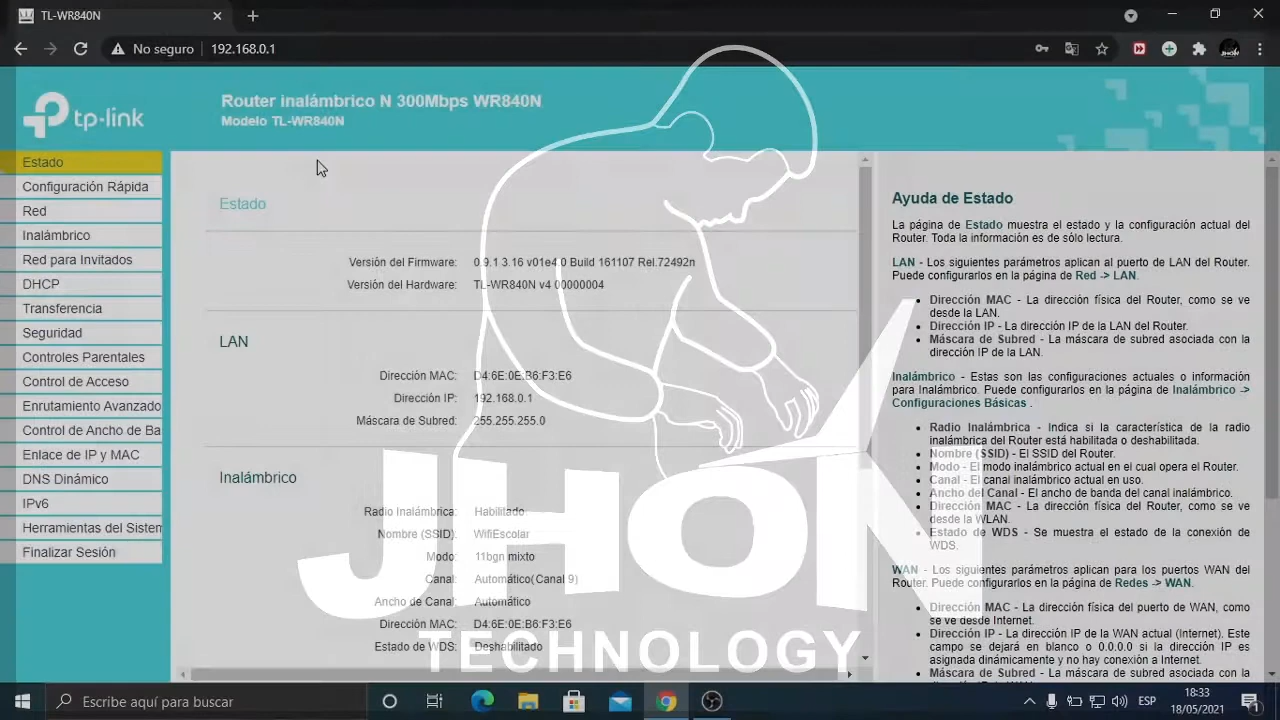 TL-WR840N
No seguro
192.168.0.1
tp-link
Router inalámbrico N 300Mbps WR840N
Modelo TL-WR840N
Estado
Configuración Rápida
Red
Inalámbrico
Red para Invitados
DHCP
Transferencia
Seguridad
Controles Parentales
Control de Acceso
Enrutamiento Avanzado
Control de Ancho de Ba
Enlace de IP y MAC
DNS Dinámico
IPv6
Herramientas del Sistem
Finalizar Sesión
Estado
Versión del Firmware: 0.9.1 3.16 v01e4.0 Build 161107 Rel.72492n
Versión del Hardware: TL-WR840N v4 00000004
LAN
Dirección MAC: D4:6E:0E:B6:F3:E6
Dirección IP: 192.168.0.1
Máscara de Subred: 255.255.255.0
Inalámbrico
Radio Inalámbrica: Habilitado
Nombre (SSID): WifiEscolar
Modo: 11bgn mixto
Canal: Automático(Canal 9)
Ancho de Canal: Automático
Dirección MAC: D4:6E:0E:B6:F3:E6
Estado de WDS: Deshabilitado
Ayuda de Estado
La página de Estado muestra el estado y la configuración actual del
Router. Toda la información es de sólo lectura.
LAN - Los siguientes parámetros aplican al puerto de LAN del Router.
Puede configurarlos en la página de Red -> LAN.
Dirección MAC - La dirección física del Router, como se ve
desde la LAN.
Dirección IP - La dirección IP de la LAN del Router.
Máscara de Subred - La máscara de subred asociada con la
dirección IP de la LAN.
Inalámbrico - Estas son las configuraciones actuales o información
para Inalámbrico. Puede configurarlos en la página de Inalámbrico ->
Configuraciones Básicas .
Radio Inalámbrica - Indica si la característica de la radio
inalámbrica del Router está habilitada o deshabilitada.
Nombre (SSID) - El SSID del Router.
Modo - El modo inalámbrico actual en el cual opera el Router.
Canal - El canal inalámbrico actual en uso.
Ancho del Canal - El ancho de banda del canal inalámbrico.
Dirección MAC - La dirección física del Router, como se ve
desde la WLAN.
Estado de WDS - Se muestra el estado de la conexión de
WDS.
WAN - Los siguientes parámetros aplican para los puertos WAN del
Router. Puede configurarlos en la página de Redes -> WAN.
Dirección MAC - La dirección física del puerto de WAN, como
se ve desde Internet.
Dirección IP - La dirección IP de la WAN actual (Internet). Este
campo se dejará en blanco o 0.0.0.0 si la dirección IP es
asignada dinámicamente y no hay conexión a Internet.
Máscara de Subred - La máscara de subred asociada con la
JHON
TECHNOLOGY
Escribe aquí para buscar
ESP
18:33
18/05/2021
1